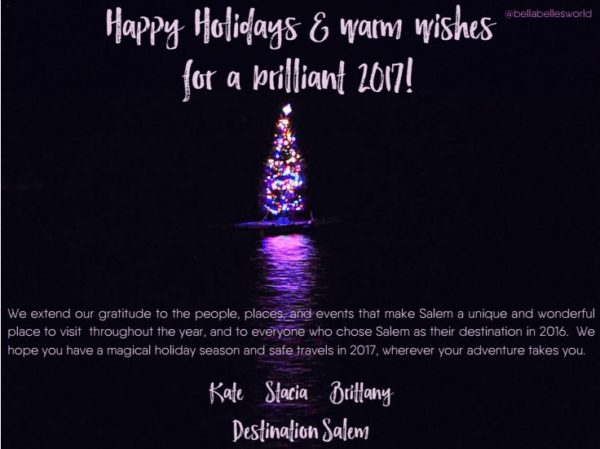 @bellabellesworld
Happy Holidays & warm wishes
for a brilliant 2017!
We extend our gratitude to the people, places, and events that make Salem a unique and wonderful
place to visit throughout the year, and to everyone who chose Salem as their destination in 2016. We
hope you have a magical holiday season and safe travels in 2017, wherever your adventure takes you.
Kate Stacia Brittany
Destination Salem